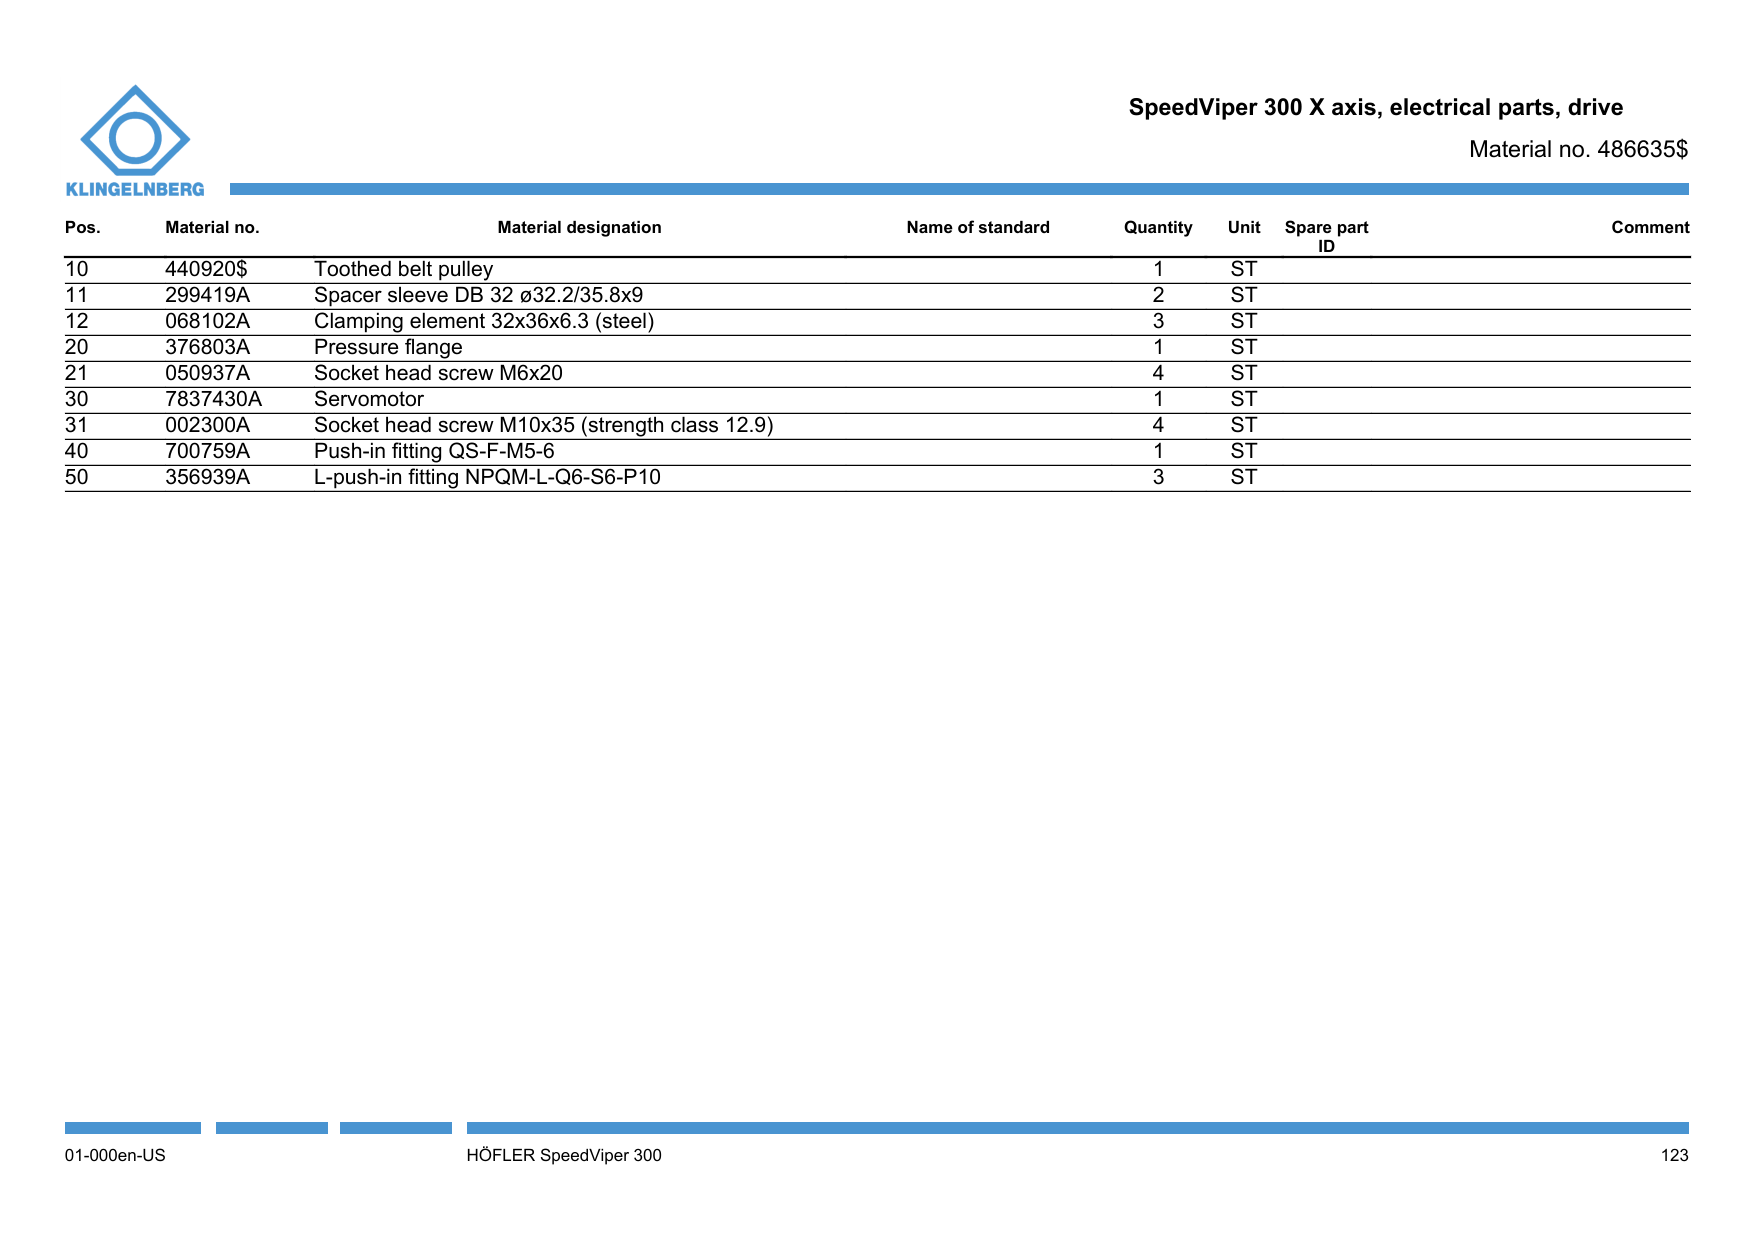 SpeedViper 300 X axis, electrical parts, drive
Material no. 486635$
KLINGELNBERG
Pos. Material no. Material designation Name of standard Quantity Unit Spare part ID Comment
10 440920$ Toothed belt pulley 1 ST
11 299419A Spacer sleeve DB 32 ø32.2/35.8x9 2 ST
12 068102A Clamping element 32x36x6.3 (steel) 3 ST
20 376803A Pressure flange 1 ST
21 050937A Socket head screw M6x20 4 ST
30 7837430A Servomotor 1 ST
31 002300A Socket head screw M10x35 (strength class 12.9) 4 ST
40 700759A Push-in fitting QS-F-M5-6 1 ST
50 356939A L-push-in fitting NPQM-L-Q6-S6-P10 3 ST
01-000en-US HÖFLER SpeedViper 300 123